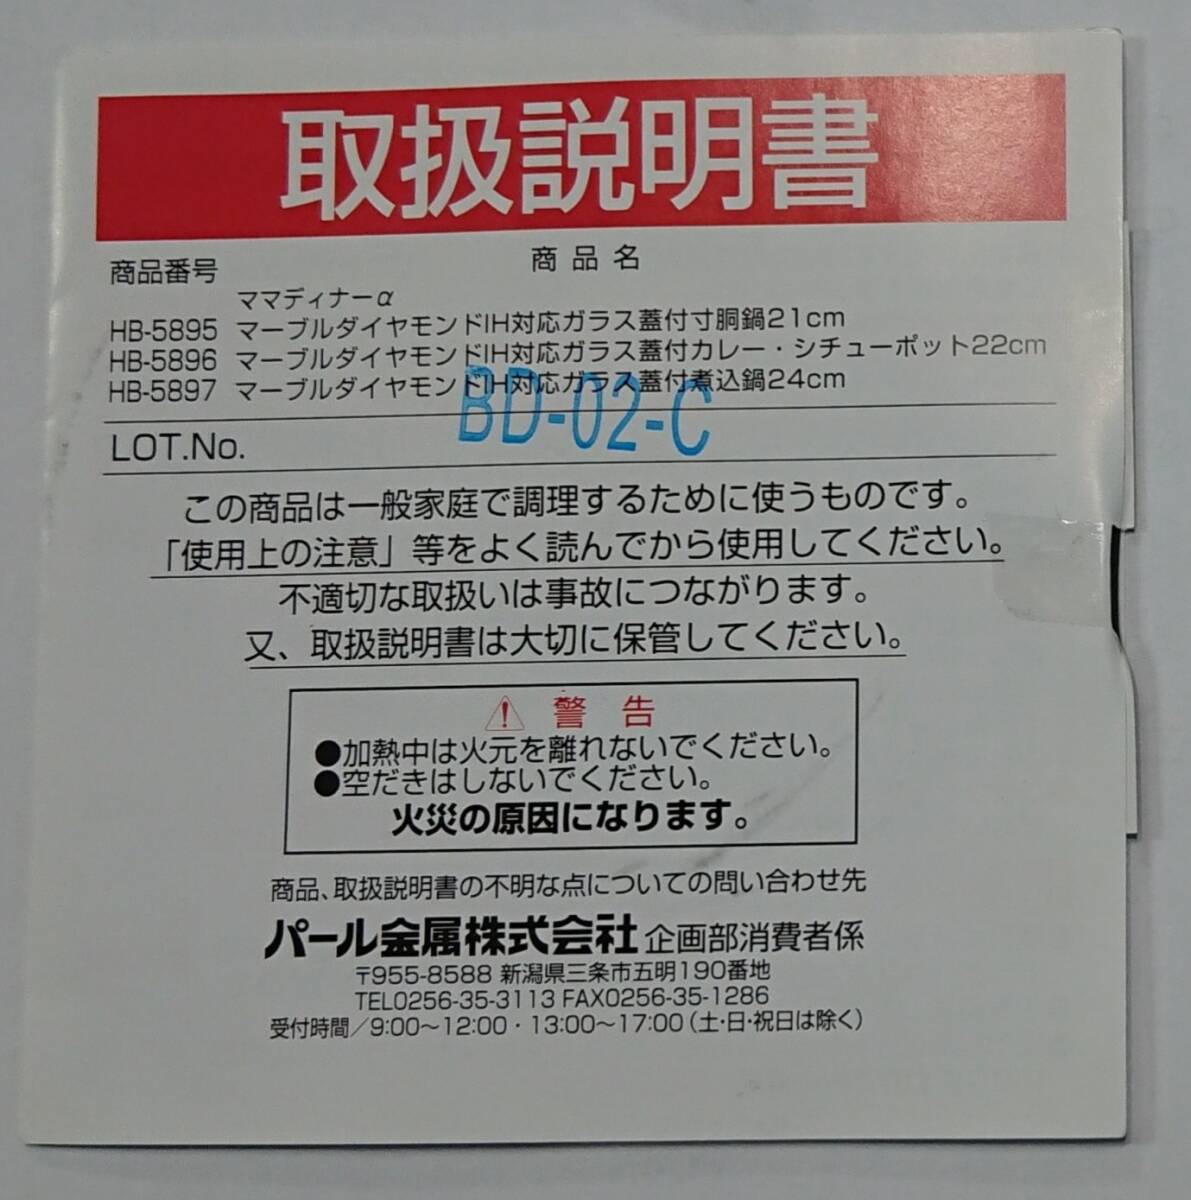 取扱説明書
商品番号 商品名
ママディナーα
HB-5895 マーブルダイヤモンドIH対応ガラス蓋付寸胴鍋21cm
HB-5896 マーブルダイヤモンドIH対応ガラス蓋付カレー・シチューポット22cm
HB-5897 マーブルダイヤモンドIH対応ガラス蓋付煮込鍋24cm
LOT.No. BD-02-C
この商品は一般家庭で調理するために使うものです。
「使用上の注意」等をよく読んでから使用してください。
不適切な取扱いは事故につながります。
又、取扱説明書は大切に保管してください。
警告
●加熱中は火元を離れないでください。
●空だきはしないでください。
火災の原因になります。
商品、取扱説明書の不明な点についての問い合わせ先
パール金属株式会社 企画部消費者係
〒955-8588 新潟県三条市五明190番地
TEL0256-35-3113 FAX0256-35-1286
受付時間/9:00〜12:00・13:00〜17:00(土・日・祝日は除く)